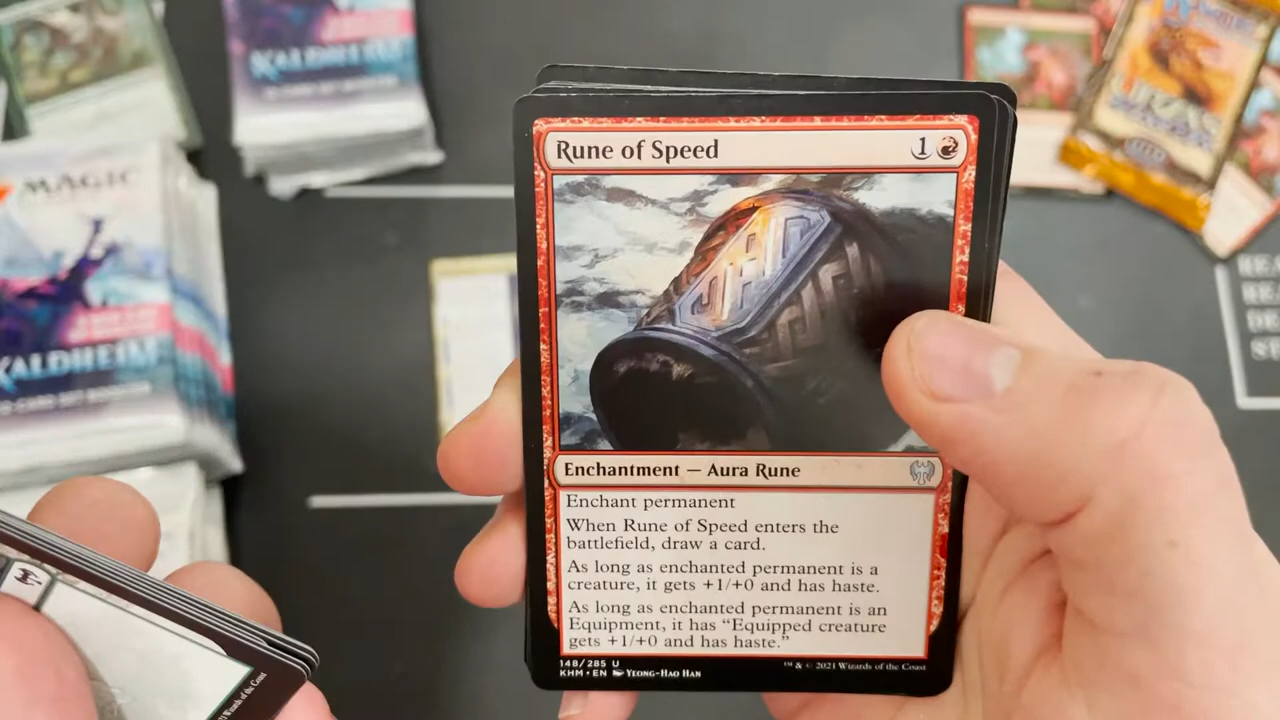 KALDHEIM
MAGIC
KALDHEIM
Rune of Speed
1
Enchantment — Aura Rune
Enchant permanent
When Rune of Speed enters the
battlefield, draw a card.
As long as enchanted permanent is a
creature, it gets +1/+0 and has haste.
As long as enchanted permanent is an
Equipment, it has “Equipped creature
gets +1/+0 and has haste.”
148/285 U
KHM • EN Yeong-Hao Han
™ & © 2021 Wizards of the Coast